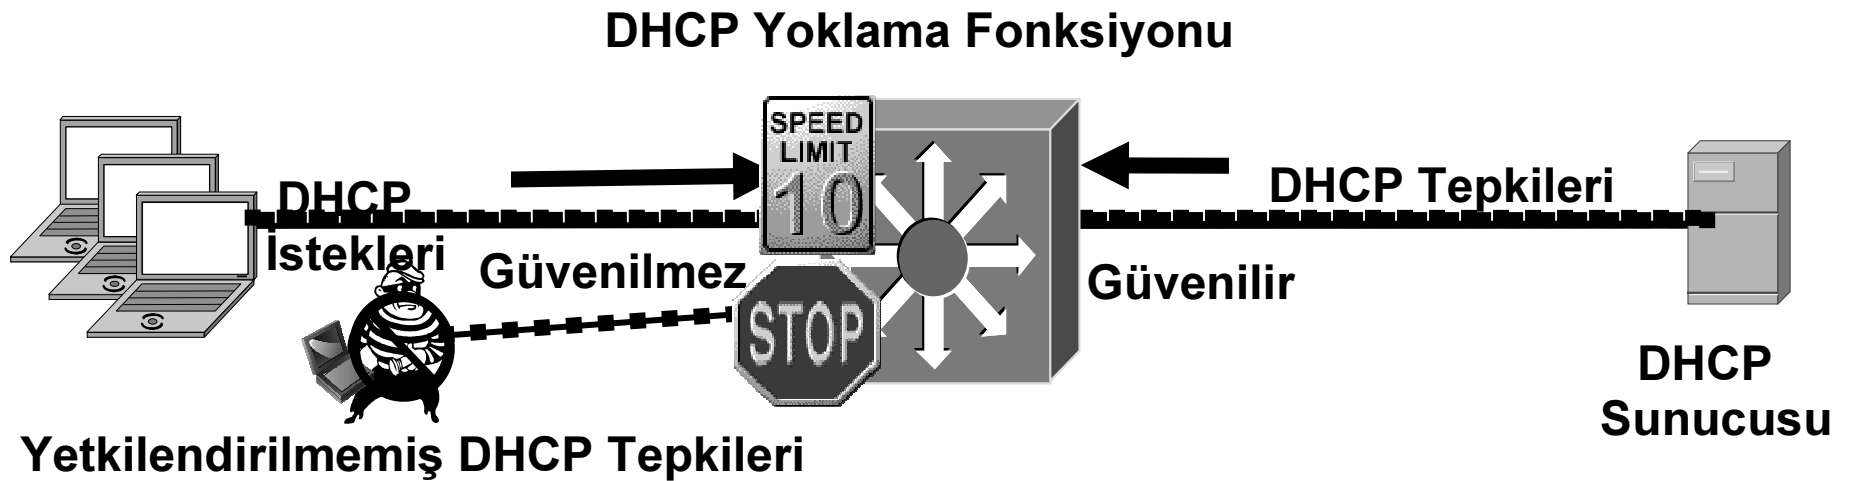 DHCP Yoklama Fonksiyonu
SPEED
LIMIT
10
DHCP
İstekleri
DHCP Tepkileri
Güvenilmez
Güvenilir
STOP
DHCP
Sunucusu
Yetkilendirilmemiş DHCP Tepkileri